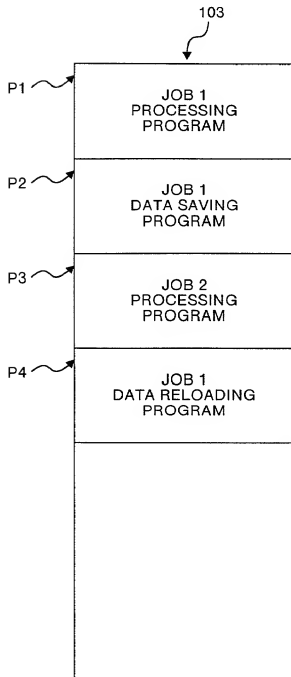 103
P1
JOB 1
PROCESSING
PROGRAM
P2
JOB 1
DATA SAVING
PROGRAM
P3
JOB 2
PROCESSING
PROGRAM
P4
JOB 1
DATA RELOADING
PROGRAM